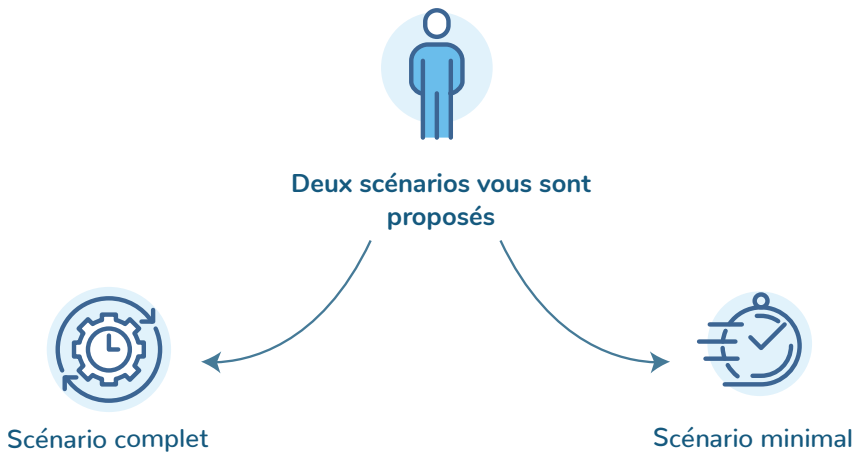 Deux scénarios vous sont
proposés
Scénario complet
Scénario minimal